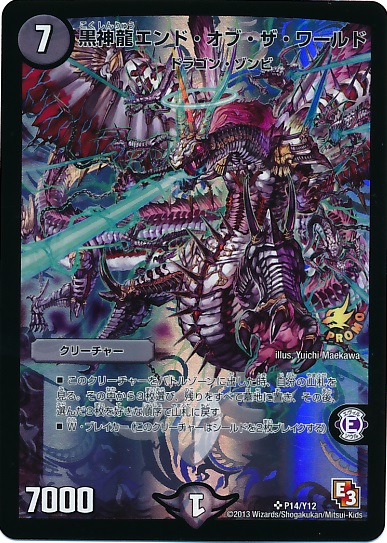 7
こくしんりゅう
黒神龍エンド・オブ・ザ・ワールド
ドラゴン・ゾンビ
PROMO
illus. Yuichi Maekawa
クリーチャー
■このクリーチャーをバトルゾーンに出した時、自分の山札を
見る。その中から3枚選び、残りをすべて墓地に置き、その後、
選んだ3枚を好きな順序で山札に戻す。
■W・ブレイカー(このクリーチャーはシールドを2枚ブレイクする)
E
7000
1
P14/Y12
E3
©2013 Wizards/Shogakukan/Mitsui-Kids